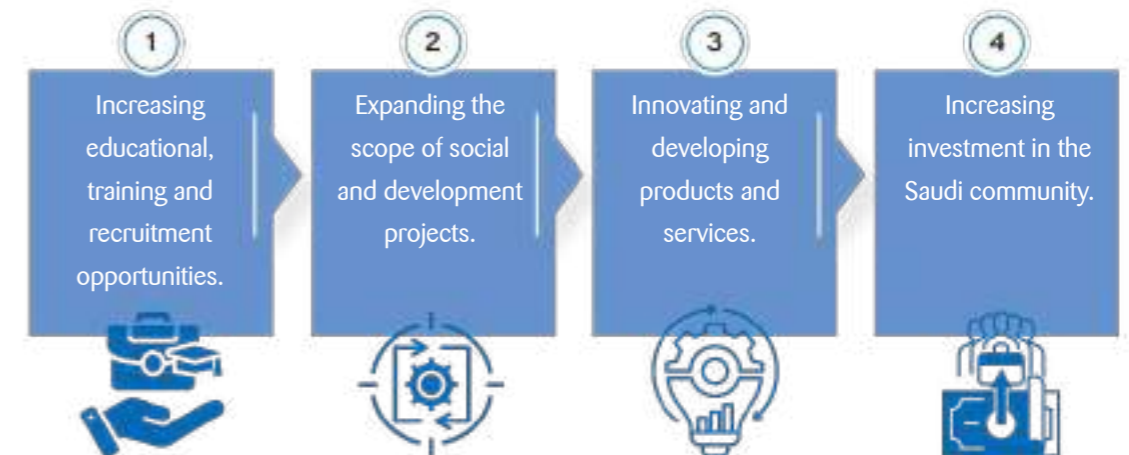 1
Increasing
educational,
training and
recruitment
opportunities.
2
Expanding the
scope of social
and development
projects.
3
Innovating and
developing
products and
services.
4
Increasing
investment in the
Saudi community.